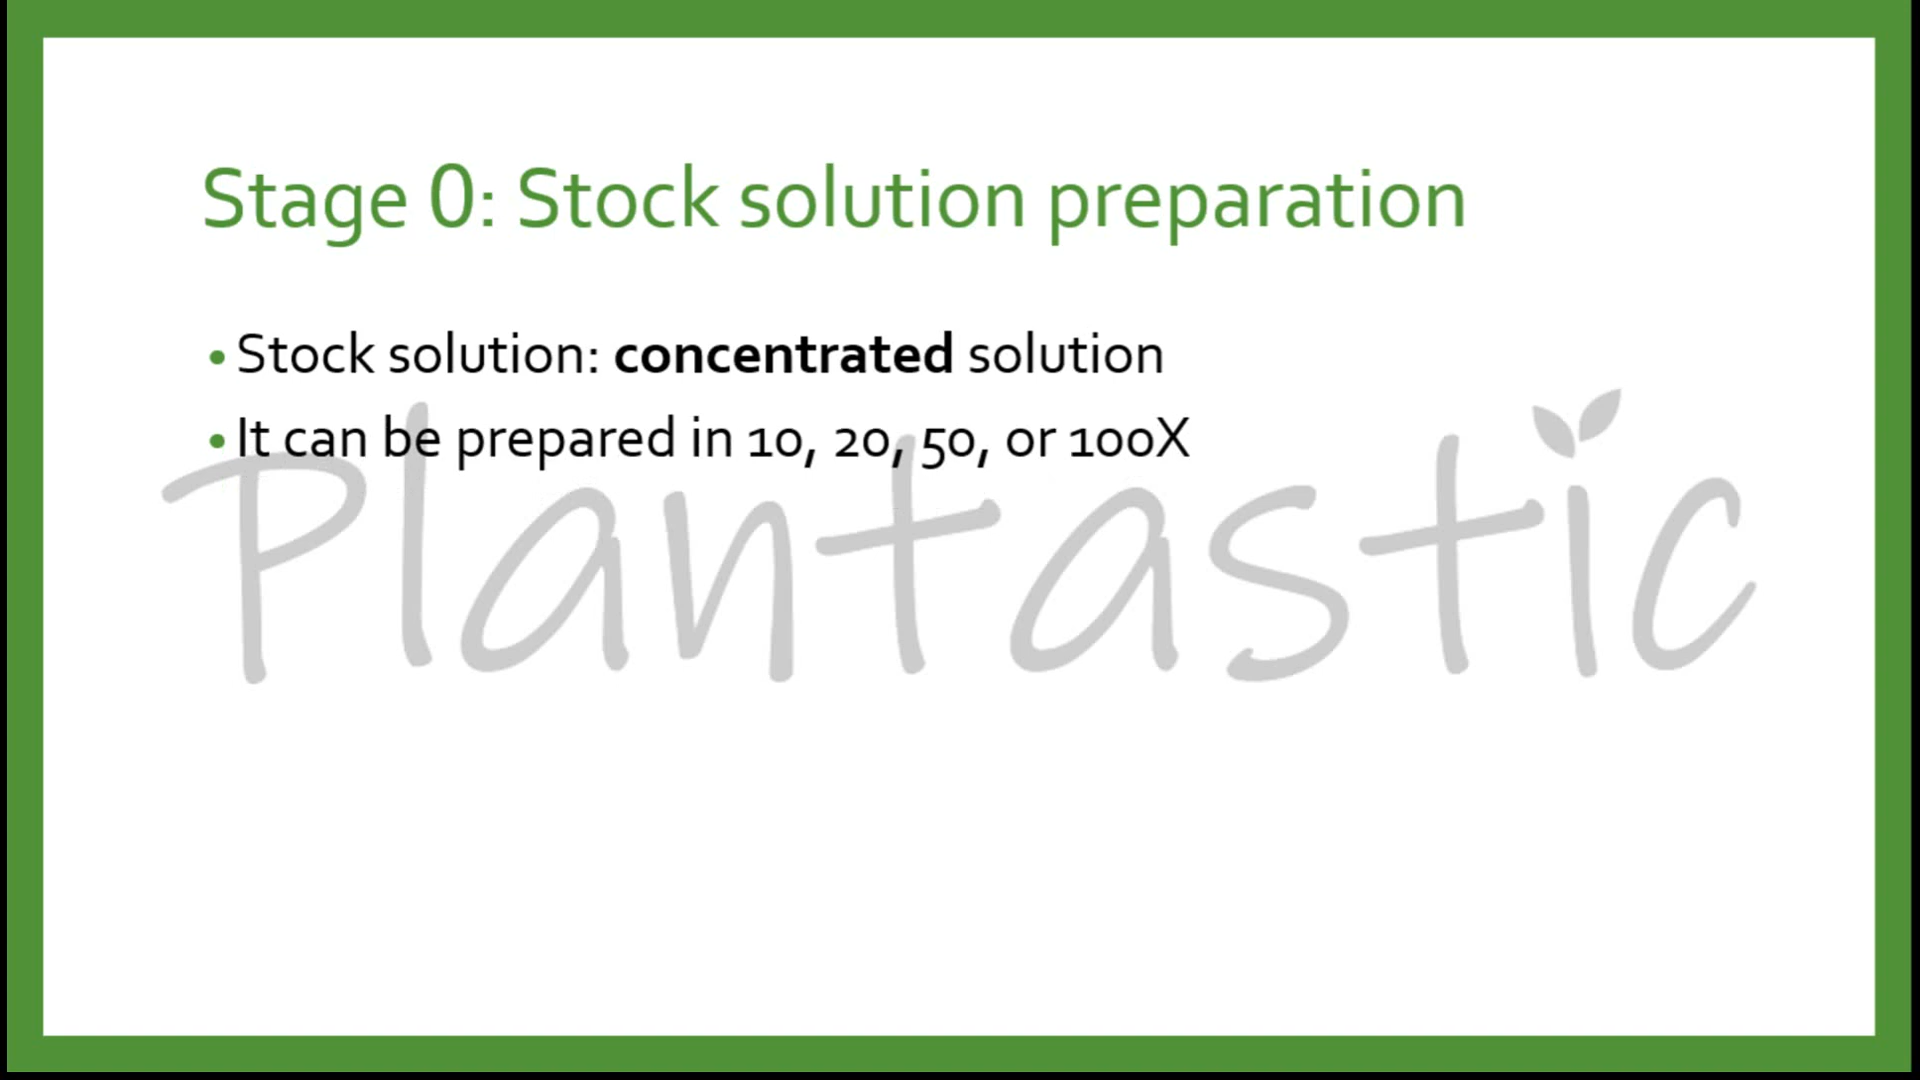 Stage 0: Stock solution preparation
• Stock solution: concentrated solution
• It can be prepared in 10, 20, 50, or 100X
Plantastic